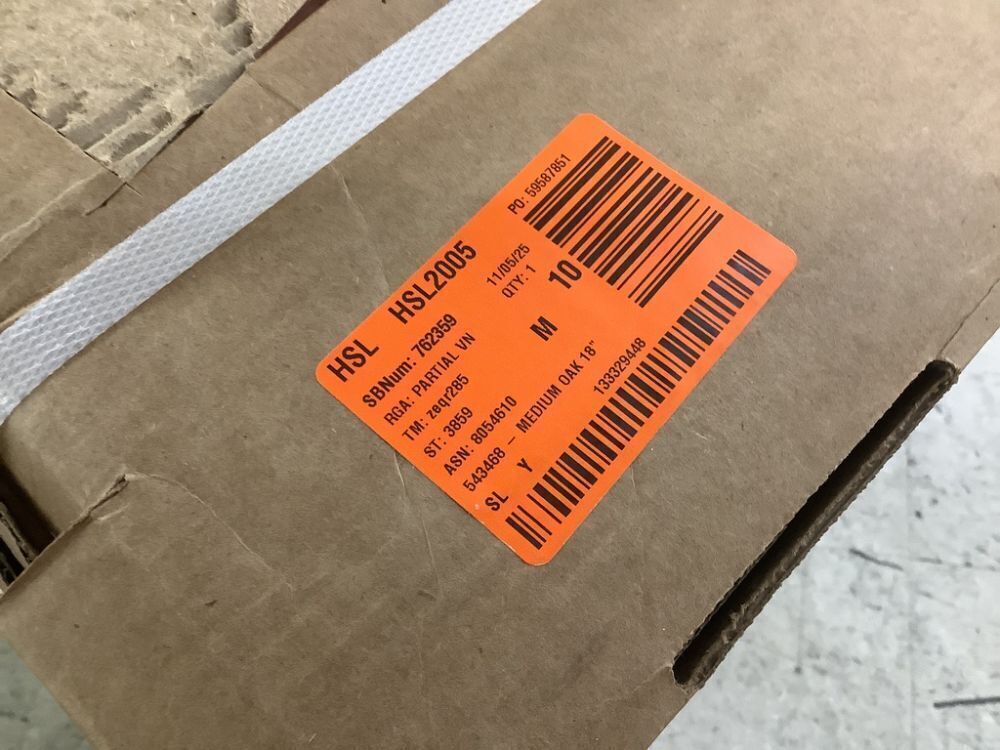 HSL HSL2005
SBNum: 762359 11/05/25 PO: 59587851
RGA: PARTIAL VN QTY: 1
TM: zeqr285 10
ST: 3859 M
ASN: 8054610
543468 - MEDIUM OAK 18"
SL Y 133329448